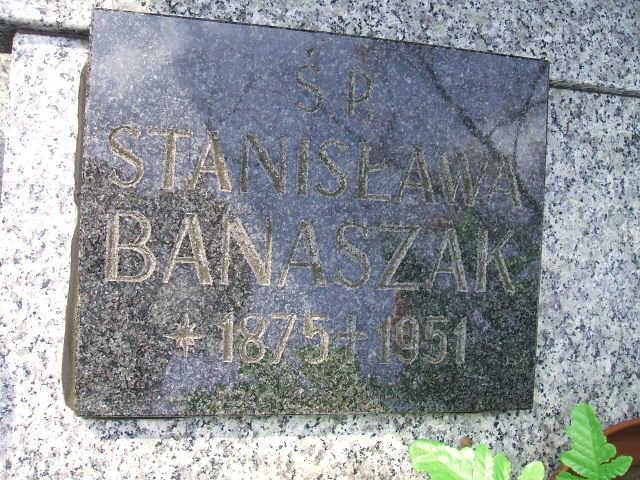 Ś.P.
STANISŁAWA
BANASZAK
* 1875 † 1951